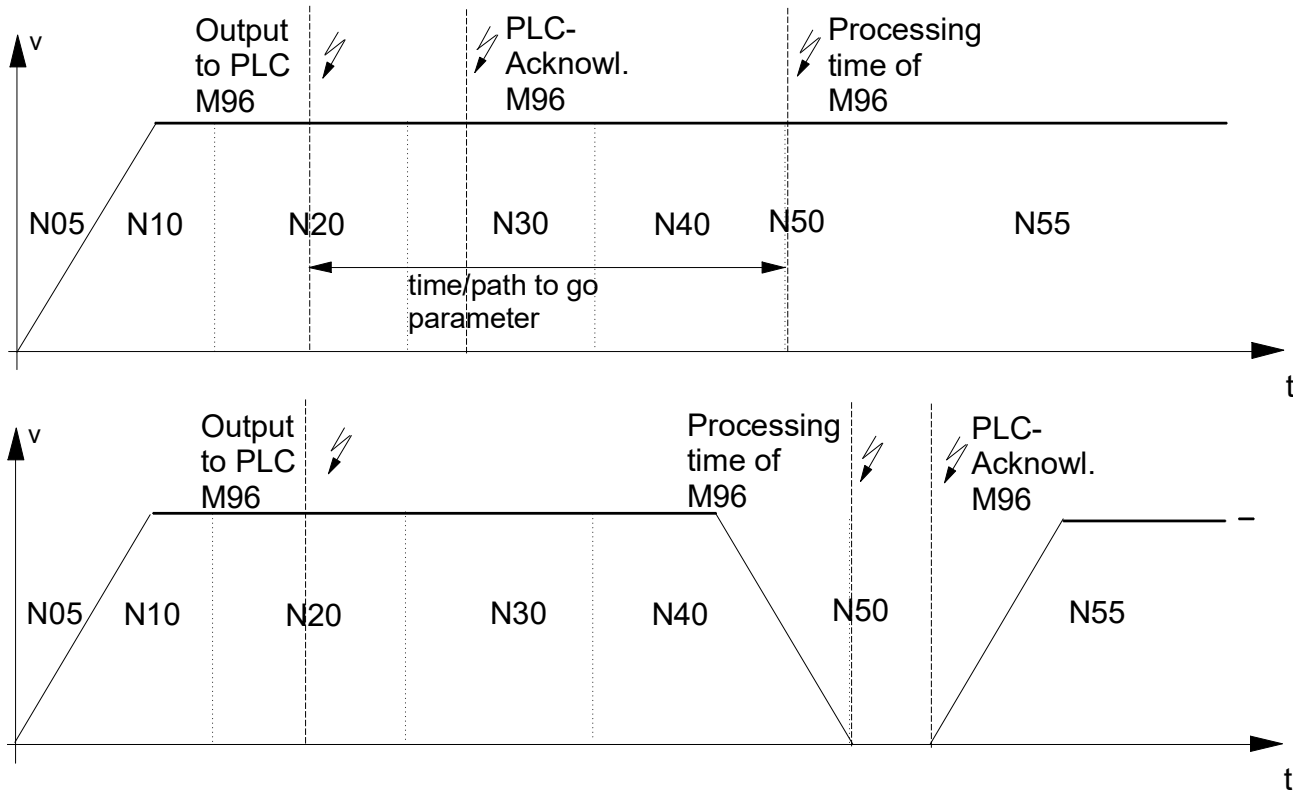 v
Output
to PLC
M96
PLC-
Acknowl.
M96
Processing
time of
M96
N05
N10
N20
N30
N40
N50
N55
time/path to go
parameter
t
v
Output
to PLC
M96
Processing
time of
M96
PLC-
Acknowl.
M96
N05
N10
N20
N30
N40
N50
N55
t